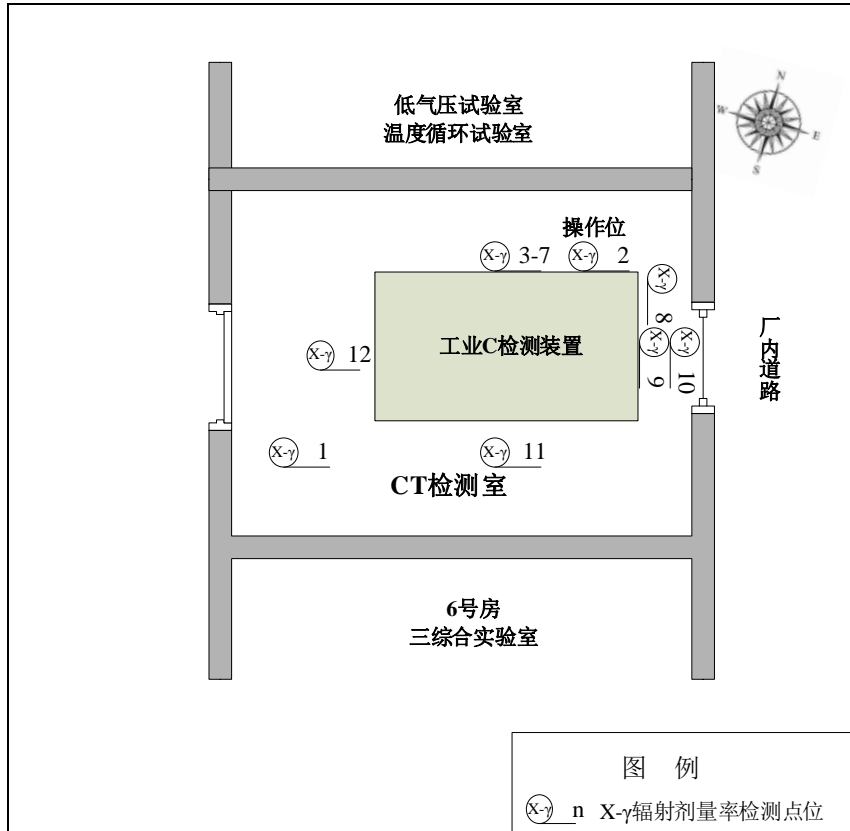 低气压试验室
温度循环试验室
N
W
E
S
操作位
X-γ 3-7
X-γ 2
X-γ 8
工业C检测装置
X-γ 9
X-γ 10
厂内道路
X-γ 12
X-γ 1
X-γ 11
CT检测室
6号房
三综合实验室
图 例
X-γ n X-γ辐射剂量率检测点位